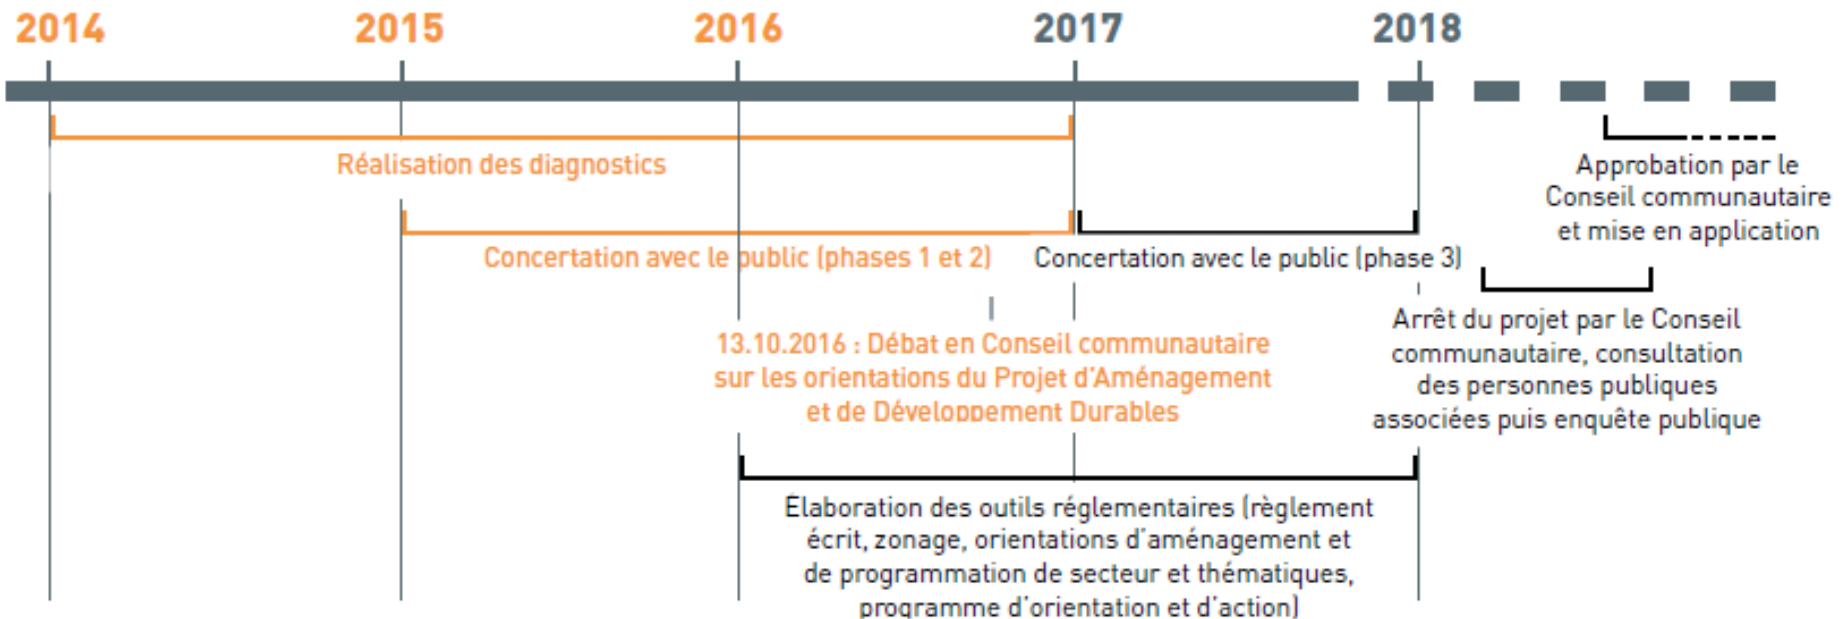 2014
2015
2016
2017
2018
Réalisation des diagnostics
Approbation par le
Conseil communautaire
et mise en application
Concertation avec le public (phases 1 et 2)
Concertation avec le public (phase 3)
13.10.2016 : Débat en Conseil communautaire
sur les orientations du Projet d'Aménagement
et de Développement Durables
Arrêt du projet par le Conseil
communautaire, consultation
des personnes publiques
associées puis enquête publique
Élaboration des outils réglementaires (règlement
écrit, zonage, orientations d'aménagement et
de programmation de secteur et thématiques,
programme d'orientation et d'action)